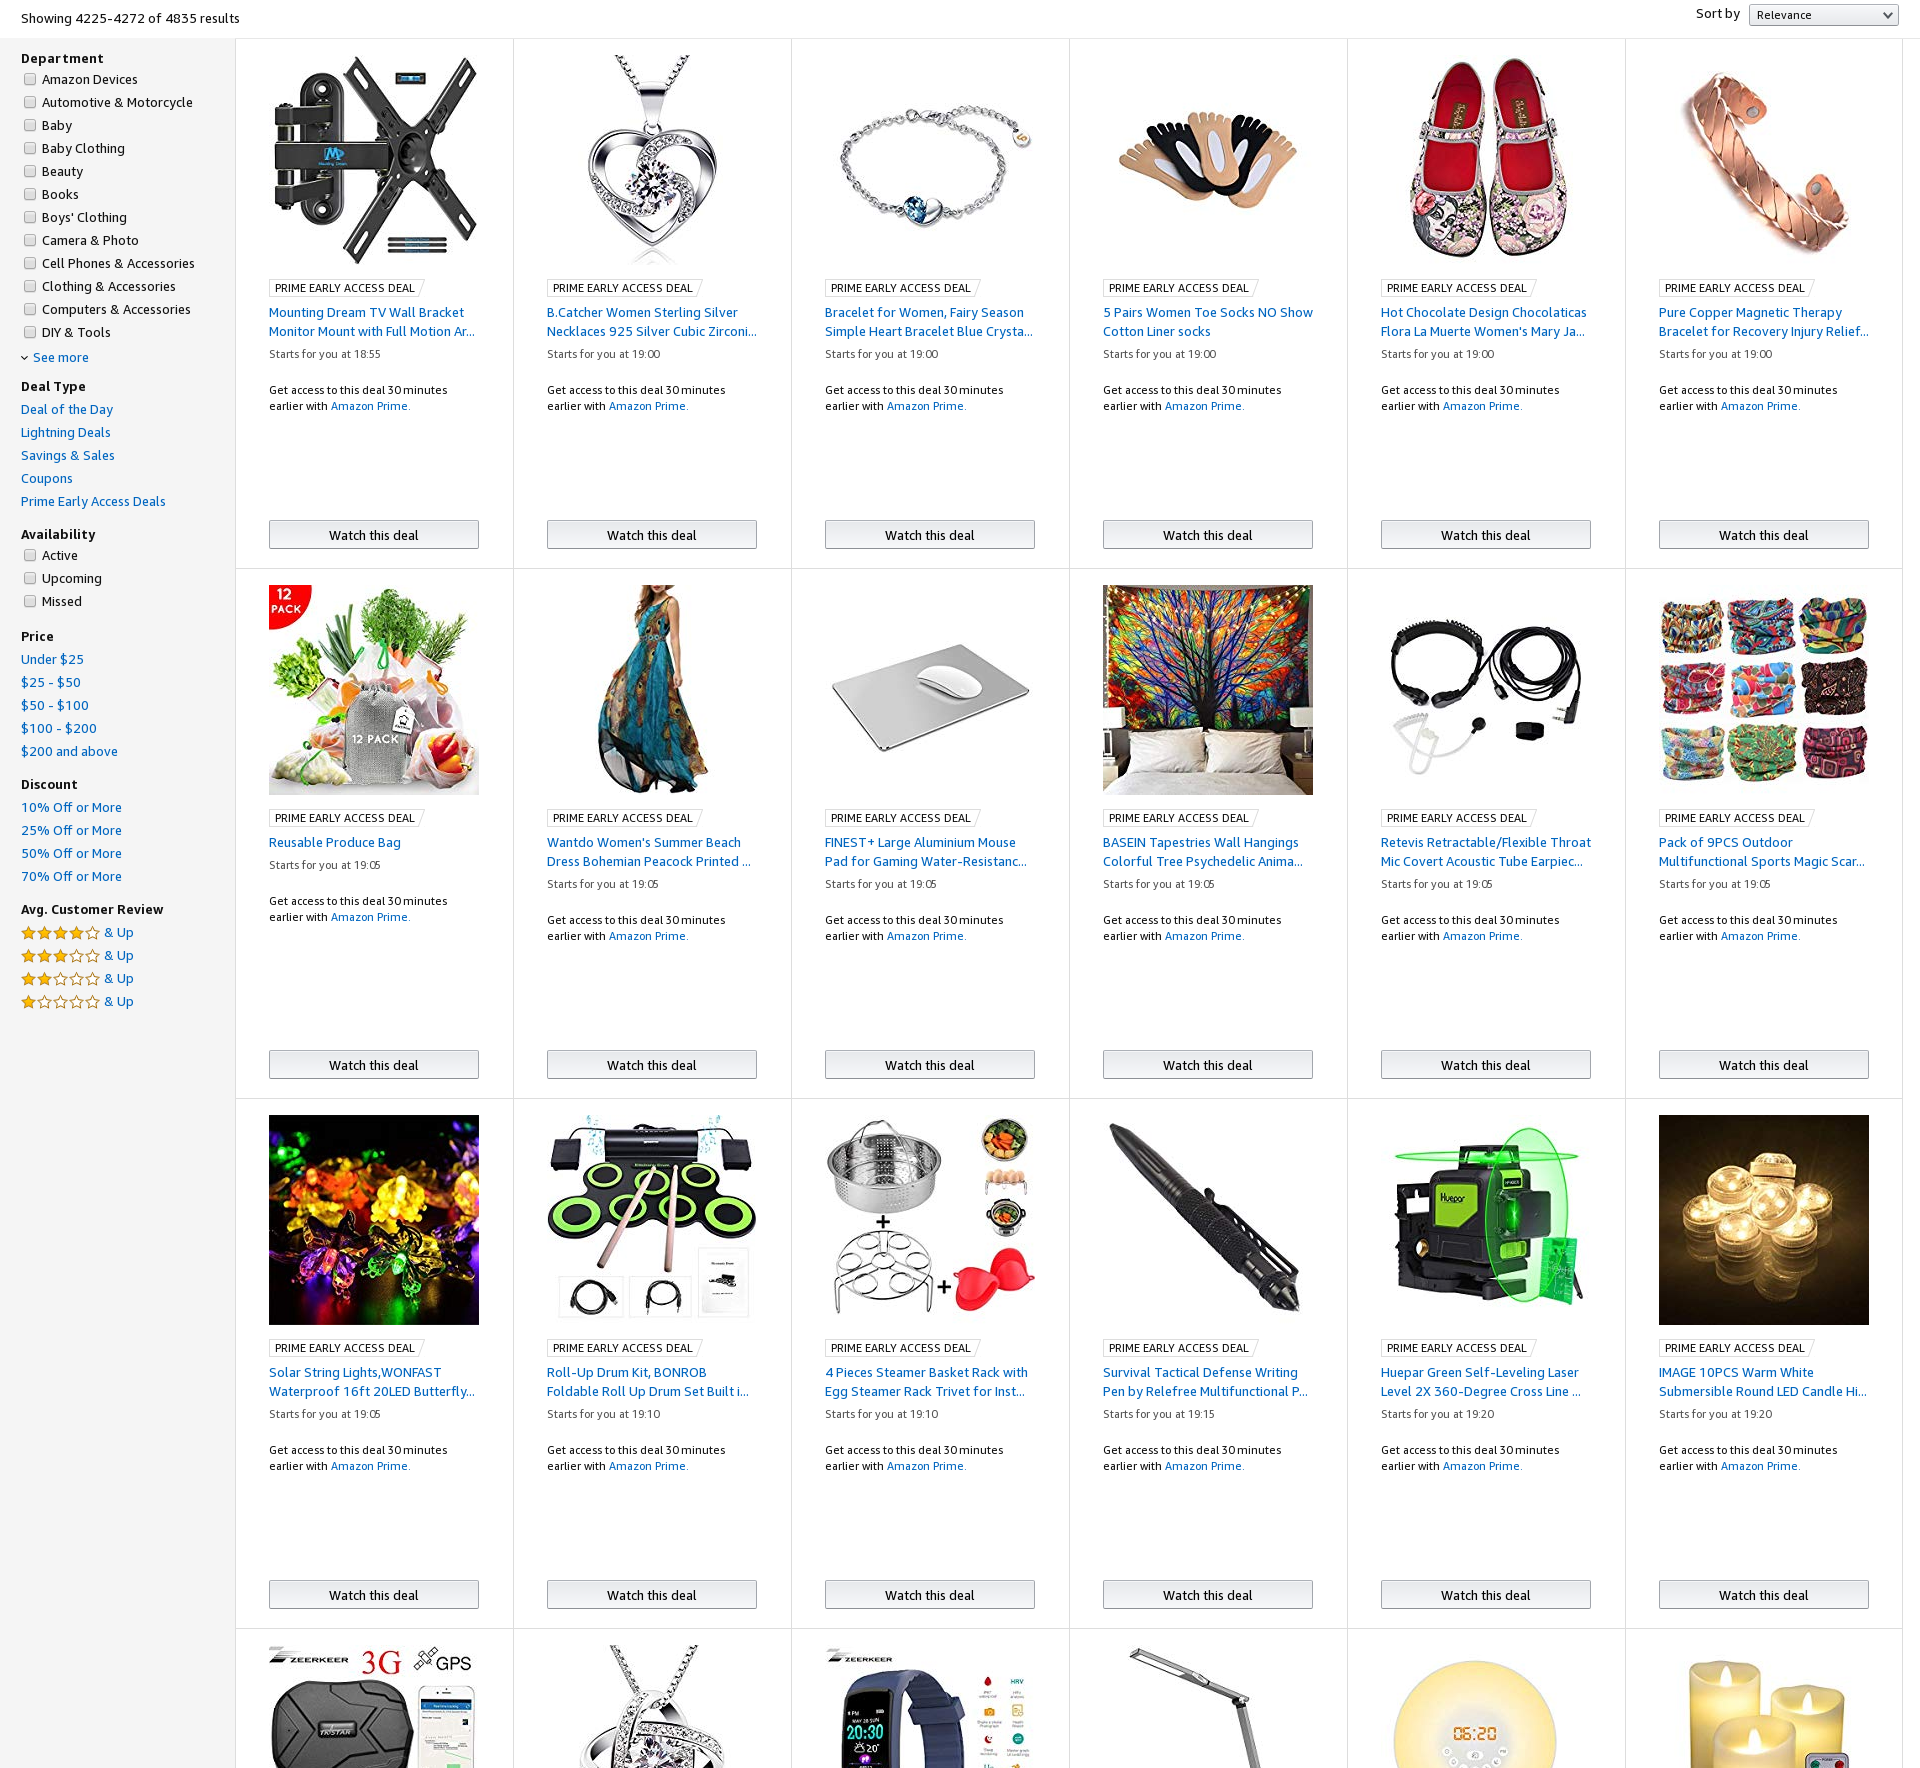 Showing 4225-4272 of 4835 results
Sort by Relevance
Department
Amazon Devices
Automotive & Motorcycle
Baby
Baby Clothing
Beauty
Books
Boys' Clothing
Camera & Photo
Cell Phones & Accessories
Clothing & Accessories
Computers & Accessories
DIY & Tools
See more
Deal Type
Deal of the Day
Lightning Deals
Savings & Sales
Coupons
Prime Early Access Deals
Availability
Active
Upcoming
Missed
Price
Under $25
$25 - $50
$50 - $100
$100 - $200
$200 and above
Discount
10% Off or More
25% Off or More
50% Off or More
70% Off or More
Avg. Customer Review
& Up
& Up
& Up
& Up
PRIME EARLY ACCESS DEAL
Mounting Dream TV Wall Bracket
Monitor Mount with Full Motion Ar...
Starts for you at 18:55
Get access to this deal 30 minutes
earlier with Amazon Prime.
Watch this deal
PRIME EARLY ACCESS DEAL
B.Catcher Women Sterling Silver
Necklaces 925 Silver Cubic Zirconi...
Starts for you at 19:00
Get access to this deal 30 minutes
earlier with Amazon Prime.
Watch this deal
PRIME EARLY ACCESS DEAL
Bracelet for Women, Fairy Season
Simple Heart Bracelet Blue Crysta...
Starts for you at 19:00
Get access to this deal 30 minutes
earlier with Amazon Prime.
Watch this deal
PRIME EARLY ACCESS DEAL
5 Pairs Women Toe Socks NO Show
Cotton Liner socks
Starts for you at 19:00
Get access to this deal 30 minutes
earlier with Amazon Prime.
Watch this deal
PRIME EARLY ACCESS DEAL
Hot Chocolate Design Chocolaticas
Flora La Muerte Women's Mary Ja...
Starts for you at 19:00
Get access to this deal 30 minutes
earlier with Amazon Prime.
Watch this deal
PRIME EARLY ACCESS DEAL
Pure Copper Magnetic Therapy
Bracelet for Recovery Injury Relief...
Starts for you at 19:00
Get access to this deal 30 minutes
earlier with Amazon Prime.
Watch this deal
12
PACK
12 PACK
PRIME EARLY ACCESS DEAL
Reusable Produce Bag
Starts for you at 19:05
Get access to this deal 30 minutes
earlier with Amazon Prime.
Watch this deal
PRIME EARLY ACCESS DEAL
Wantdo Women's Summer Beach
Dress Bohemian Peacock Printed ...
Starts for you at 19:05
Get access to this deal 30 minutes
earlier with Amazon Prime.
Watch this deal
PRIME EARLY ACCESS DEAL
FINEST+ Large Aluminium Mouse
Pad for Gaming Water-Resistanc...
Starts for you at 19:05
Get access to this deal 30 minutes
earlier with Amazon Prime.
Watch this deal
PRIME EARLY ACCESS DEAL
BASEIN Tapestries Wall Hangings
Colorful Tree Psychedelic Anima...
Starts for you at 19:05
Get access to this deal 30 minutes
earlier with Amazon Prime.
Watch this deal
PRIME EARLY ACCESS DEAL
Retevis Retractable/Flexible Throat
Mic Covert Acoustic Tube Earpiec...
Starts for you at 19:05
Get access to this deal 30 minutes
earlier with Amazon Prime.
Watch this deal
PRIME EARLY ACCESS DEAL
Pack of 9PCS Outdoor
Multifunctional Sports Magic Scar...
Starts for you at 19:05
Get access to this deal 30 minutes
earlier with Amazon Prime.
Watch this deal
PRIME EARLY ACCESS DEAL
Solar String Lights,WONFAST
Waterproof 16ft 20LED Butterfly...
Starts for you at 19:05
Get access to this deal 30 minutes
earlier with Amazon Prime.
Watch this deal
PRIME EARLY ACCESS DEAL
Roll-Up Drum Kit, BONROB
Foldable Roll Up Drum Set Built i...
Starts for you at 19:10
Get access to this deal 30 minutes
earlier with Amazon Prime.
Watch this deal
PRIME EARLY ACCESS DEAL
4 Pieces Steamer Basket Rack with
Egg Steamer Rack Trivet for Inst...
Starts for you at 19:10
Get access to this deal 30 minutes
earlier with Amazon Prime.
Watch this deal
PRIME EARLY ACCESS DEAL
Survival Tactical Defense Writing
Pen by Relefree Multifunctional P...
Starts for you at 19:15
Get access to this deal 30 minutes
earlier with Amazon Prime.
Watch this deal
Huepar
PRIME EARLY ACCESS DEAL
Huepar Green Self-Leveling Laser
Level 2X 360-Degree Cross Line ...
Starts for you at 19:20
Get access to this deal 30 minutes
earlier with Amazon Prime.
Watch this deal
PRIME EARLY ACCESS DEAL
IMAGE 10PCS Warm White
Submersible Round LED Candle Hi...
Starts for you at 19:20
Get access to this deal 30 minutes
earlier with Amazon Prime.
Watch this deal
ZEERKEER 3G GPS
TKSTAR
ZEERKEER
HRV
PM
20:30
20°
06:20